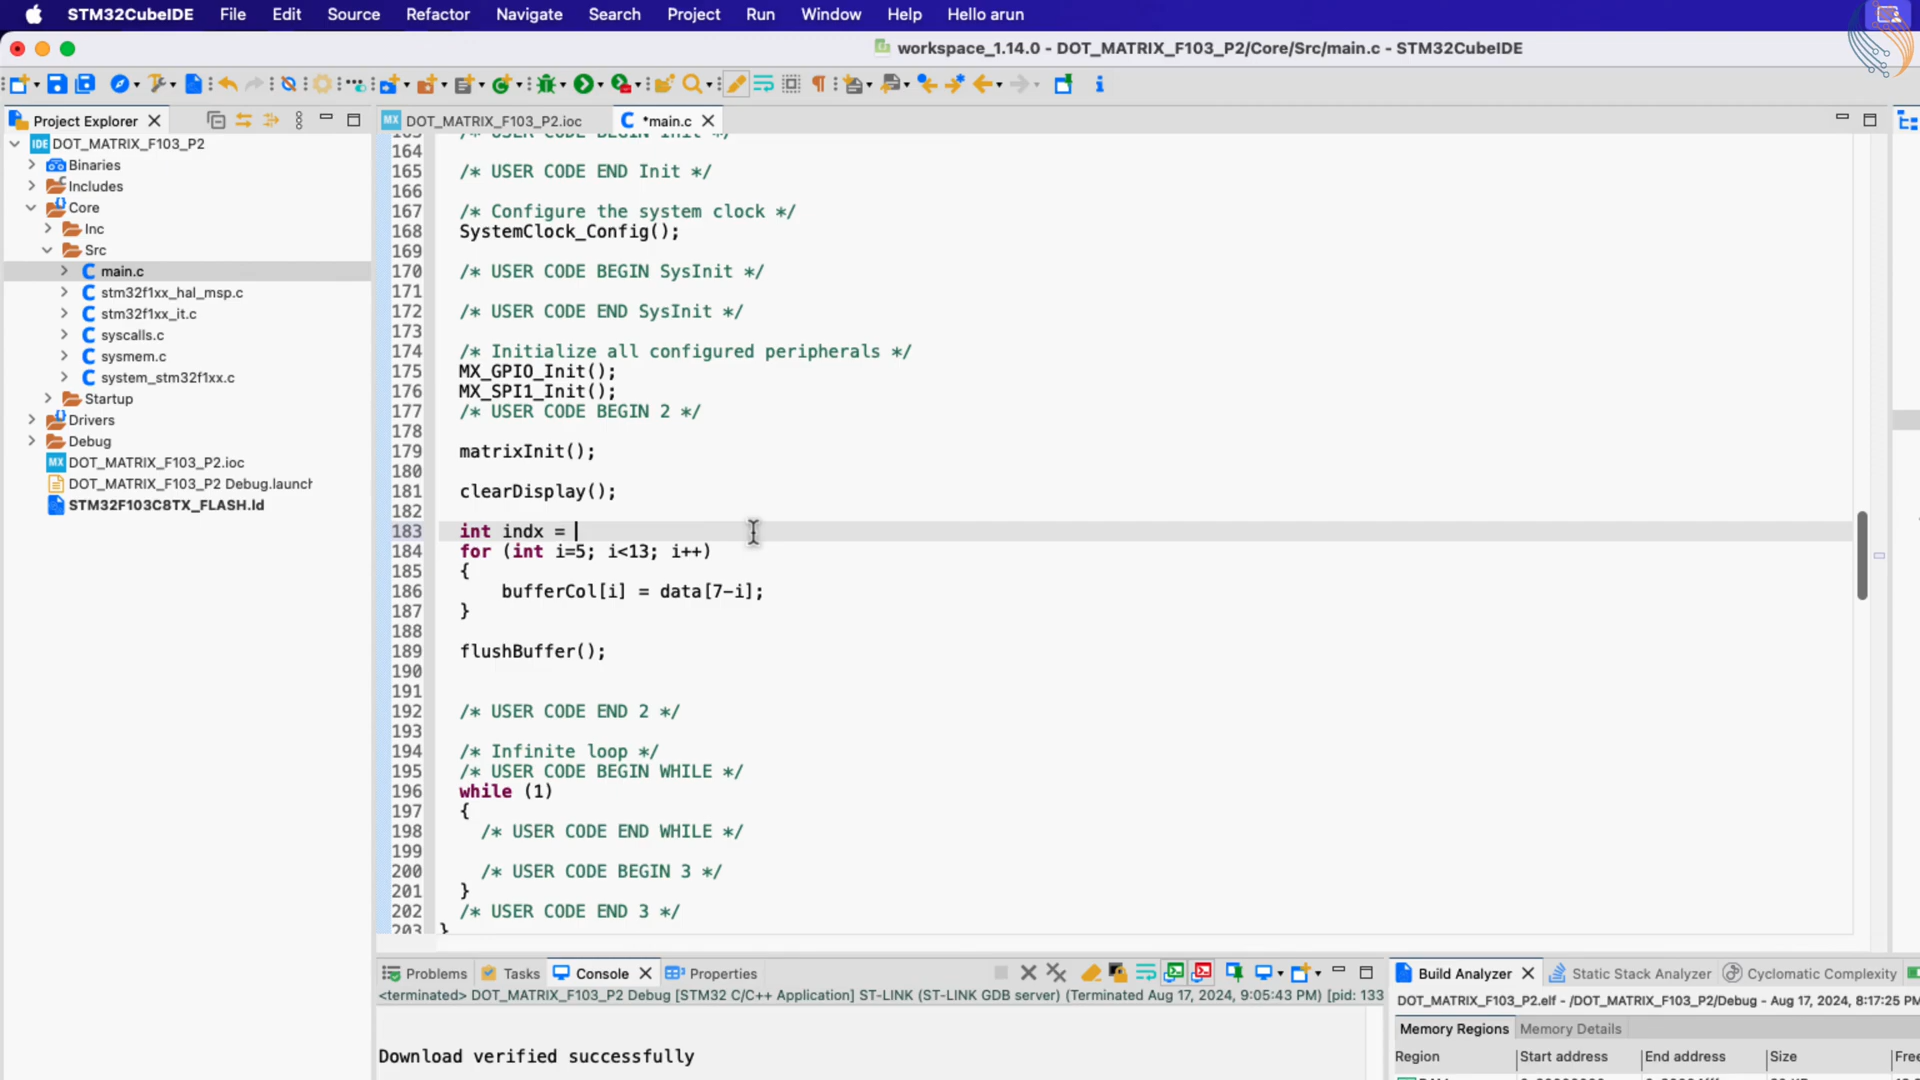 STM32CubeIDE File Edit Source Refactor Navigate Search Project Run Window Help Hello arun
workspace_1.14.0 - DOT_MATRIX_F103_P2/Core/Src/main.c - STM32CubeIDE
Project Explorer
DOT_MATRIX_F103_P2
Binaries
Includes
Core
Inc
Src
main.c
stm32f1xx_hal_msp.c
stm32f1xx_it.c
syscalls.c
sysmem.c
system_stm32f1xx.c
Startup
Drivers
Debug
DOT_MATRIX_F103_P2.ioc
DOT_MATRIX_F103_P2 Debug.launch
STM32F103C8TX_FLASH.ld
DOT_MATRIX_F103_P2.ioc *main.c
163 /* USER CODE BEGIN Init */
164
165 /* USER CODE END Init */
166
167 /* Configure the system clock */
168 SystemClock_Config();
169
170 /* USER CODE BEGIN SysInit */
171
172 /* USER CODE END SysInit */
173
174 /* Initialize all configured peripherals */
175 MX_GPIO_Init();
176 MX_SPI1_Init();
177 /* USER CODE BEGIN 2 */
178
179 matrixInit();
180
181 clearDisplay();
182
183 int indx =
184 for (int i=5; i<13; i++)
185 {
186 bufferCol[i] = data[7-i];
187 }
188
189 flushBuffer();
190
191
192 /* USER CODE END 2 */
193
194 /* Infinite loop */
195 /* USER CODE BEGIN WHILE */
196 while (1)
197 {
198 /* USER CODE END WHILE */
199
200 /* USER CODE BEGIN 3 */
201 }
202 /* USER CODE END 3 */
203 }
Problems Tasks Console Properties
<terminated> DOT_MATRIX_F103_P2 Debug [STM32 C/C++ Application] ST-LINK (ST-LINK GDB server) (Terminated Aug 17, 2024, 9:05:43 PM) [pid: 133
Download verified successfully
Build Analyzer Static Stack Analyzer Cyclomatic Complexity
DOT_MATRIX_F103_P2.elf - /DOT_MATRIX_F103_P2/Debug - Aug 17, 2024, 8:17:25 PM
Memory Regions Memory Details
Region Start address End address Size Free